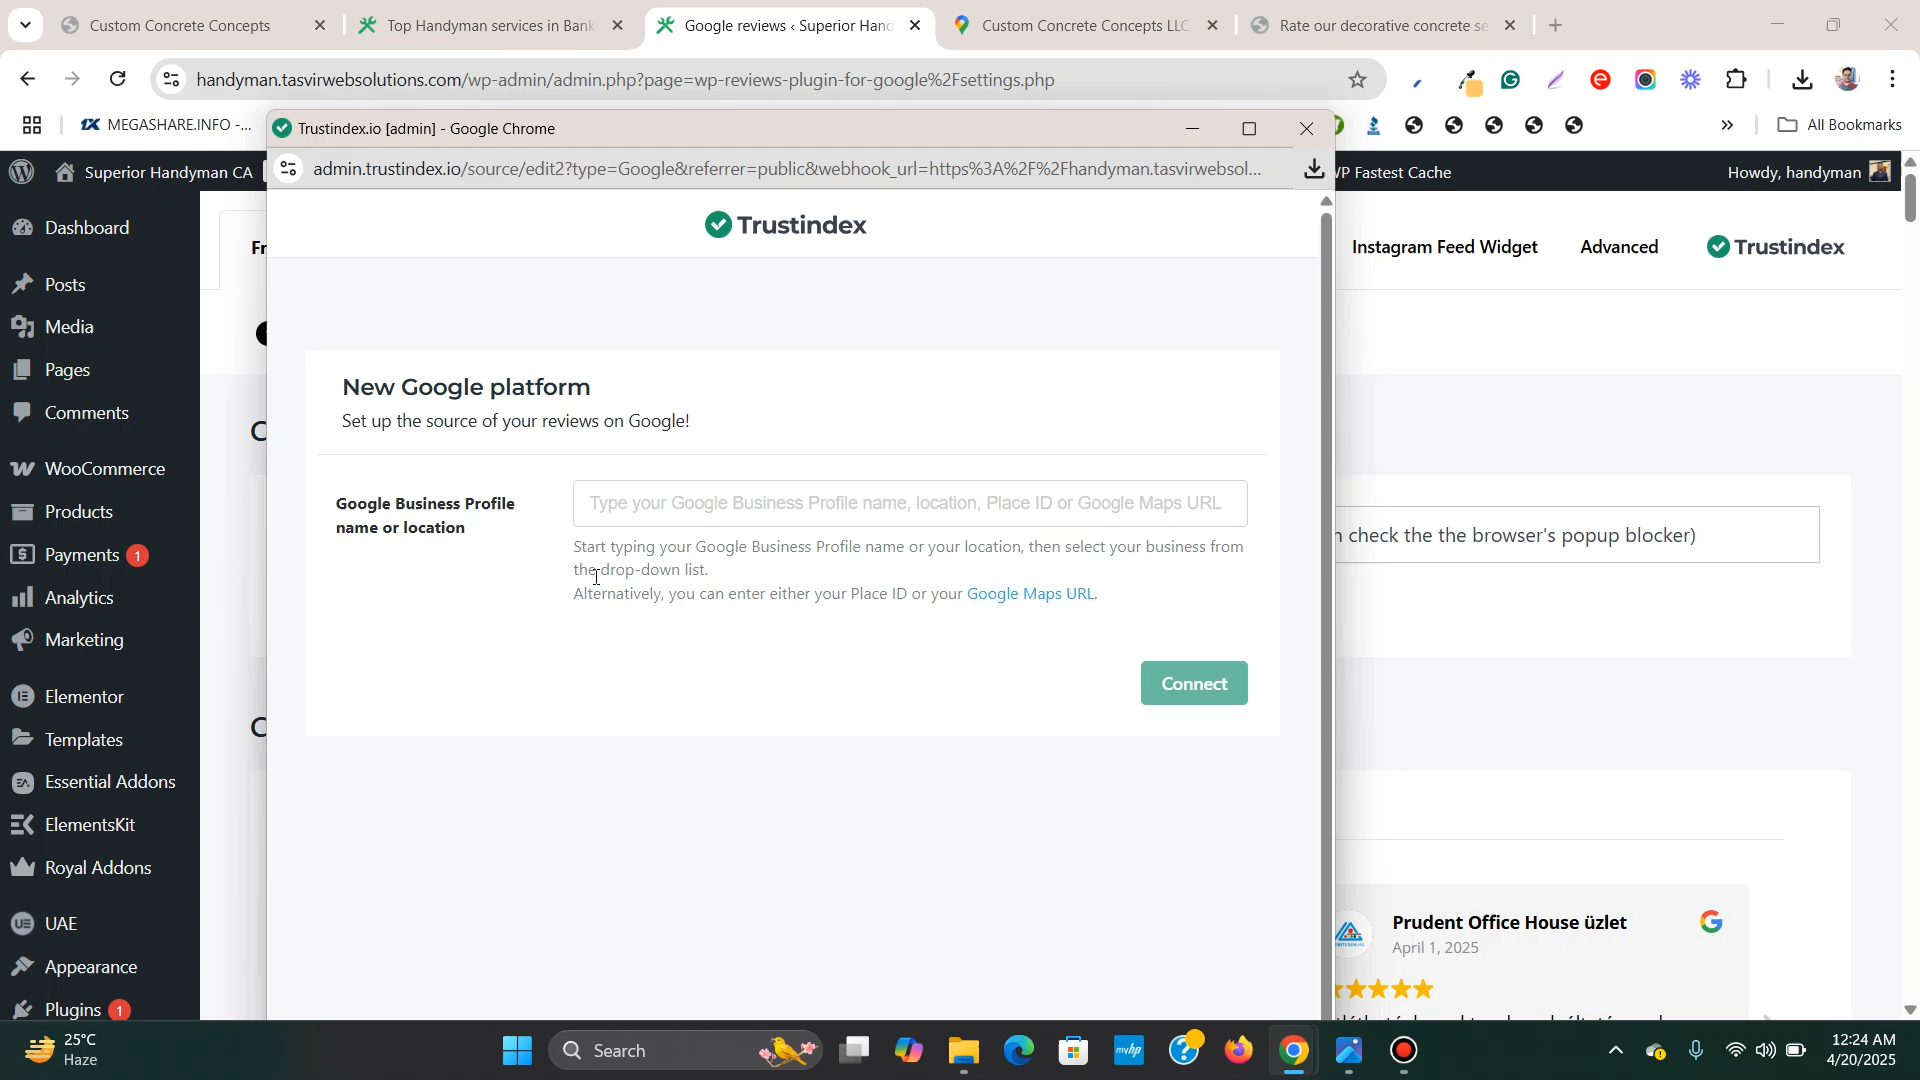 Custom Concrete Concepts
Top Handyman services in Bank
Google reviews ‹ Superior Hand
Custom Concrete Concepts LLC
Rate our decorative concrete se
handyman.tasvirwebsolutions.com/wp-admin/admin.php?page=wp-reviews-plugin-for-google%2Fsettings.php
MEGASHARE.INFO -...
All Bookmarks
Trustindex.io [admin] - Google Chrome
admin.trustindex.io/source/edit2?type=Google&referrer=public&webhook_url=https%3A%2F%2Fhandyman.tasvirwebsol...
Superior Handyman CA
WP Fastest Cache
Howdy, handyman
Dashboard
Posts
Media
Pages
Comments
WooCommerce
Products
Payments 1
Analytics
Marketing
Elementor
Templates
Essential Addons
ElementsKit
Royal Addons
UAE
Appearance
Plugins 1
Fr
Instagram Feed Widget
Advanced
Trustindex
Trustindex
New Google platform
Set up the source of your reviews on Google!
Google Business Profile
name or location
Type your Google Business Profile name, location, Place ID or Google Maps URL
Start typing your Google Business Profile name or your location, then select your business from
the drop-down list.
Alternatively, you can enter either your Place ID or your Google Maps URL.
Connect
check the the browser's popup blocker)
Prudent Office House üzlet
April 1, 2025
25°C
Haze
Search
myhp
12:24 AM
4/20/2025